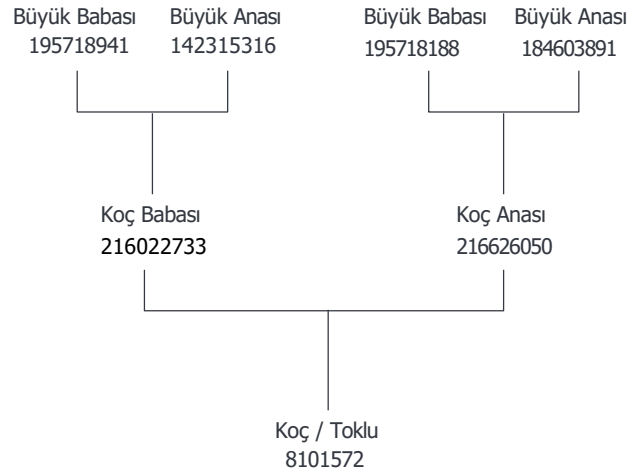 Büyük Babası Büyük Anası Büyük Babası Büyük Anası
195718941 142315316 195718188 184603891
Koç Babası Koç Anası
216022733 216626050
Koç / Toklu
8101572